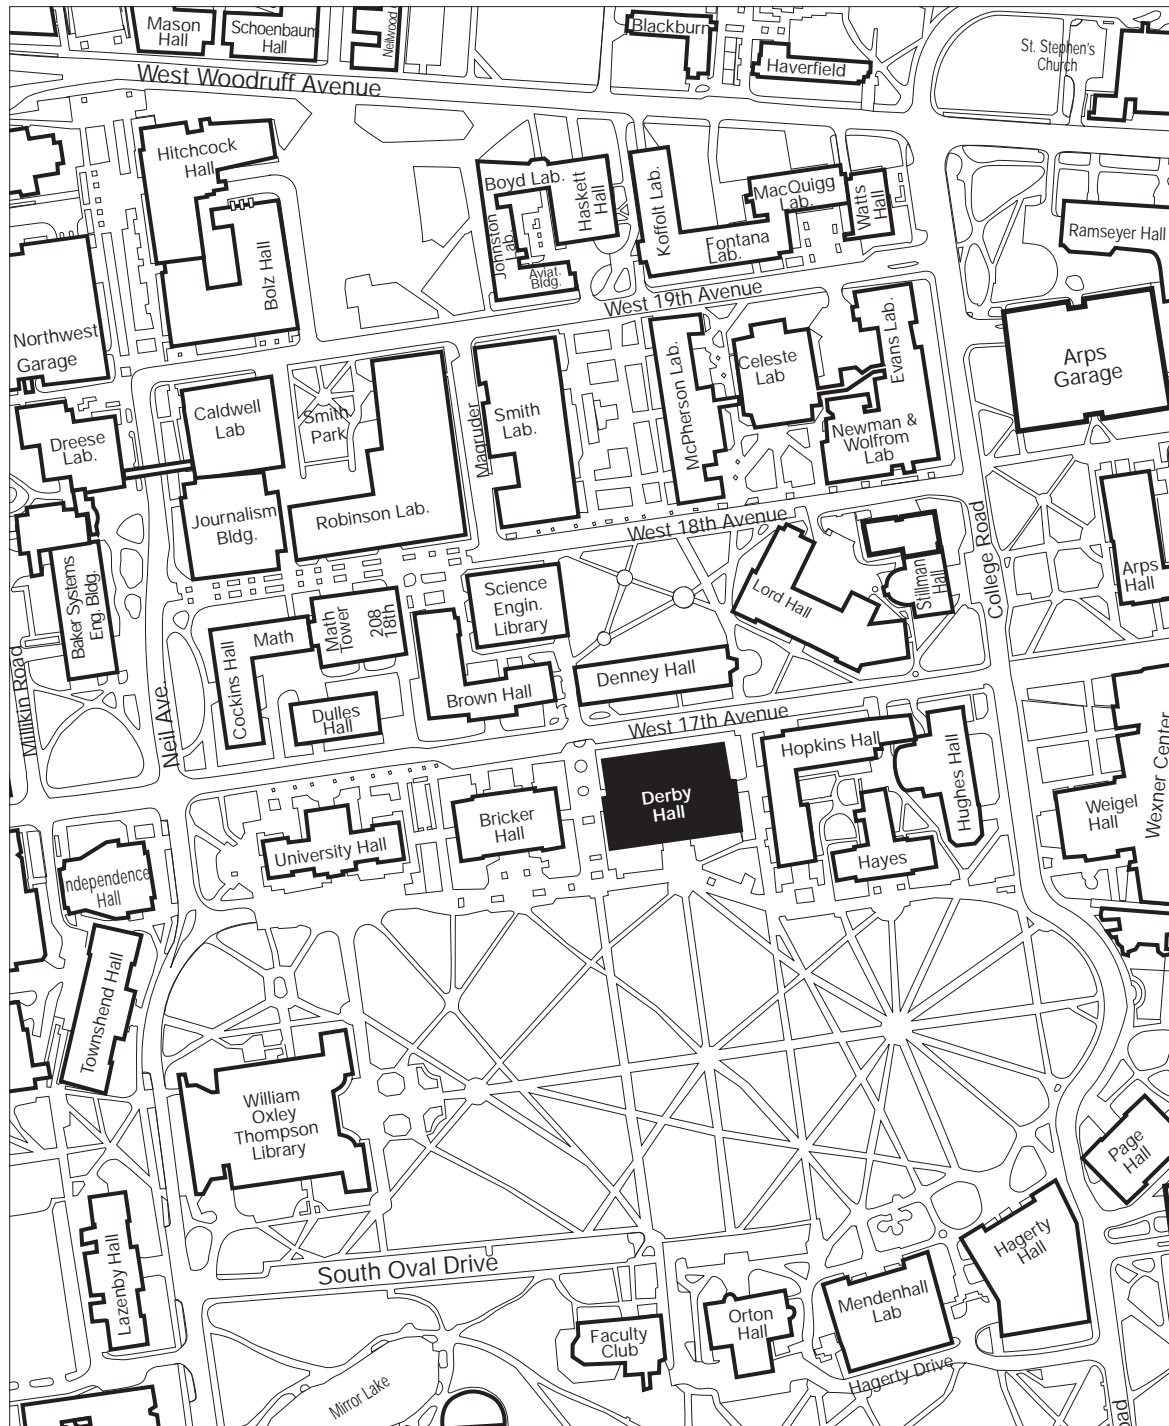 Mason
Hall
Schoenbaum
Hall
Neilwood
Blackburn
Haverfield
St. Stephen's
Church
West Woodruff Avenue
Hitchcock
Hall
Boyd Lab.
Haskett
Hall
Koffolt Lab.
MacQuigg
Lab.
Watts
Hall
Johnston
Lab.
Aviat.
Bldg.
Fontana
Lab.
Ramseyer Hall
Bolz Hall
West 19th Avenue
Northwest
Garage
McPherson Lab.
Celeste
Lab
Evans Lab.
Arps
Garage
Caldwell
Lab
Smith
Park
Magruder
Smith
Lab.
Newman &
Wolfrom
Lab
Dreese
Lab.
Journalism
Bldg.
Robinson Lab.
West 18th Avenue
College Road
Baker Systems
Eng. Bldg.
Science
Engin.
Library
Lord Hall
Stillman
Hall
Arps
Hall
Cockins Hall
Math
Math
Tower
208
18th
Millikin Road
Neil Ave.
Dulles
Hall
Brown Hall
Denney Hall
West 17th Avenue
Hopkins Hall
Hughes Hall
Wexner Center
Derby
Hall
Bricker
Hall
University Hall
Hayes
Weigel
Hall
ndependence
Hall
Townshend Hall
William
Oxley
Thompson
Library
Page
Hall
Lazenby Hall
South Oval Drive
Hagerty
Hall
Mendenhall
Lab
Orton
Hall
Faculty
Club
Hagerty Drive
Mirror Lake
oad